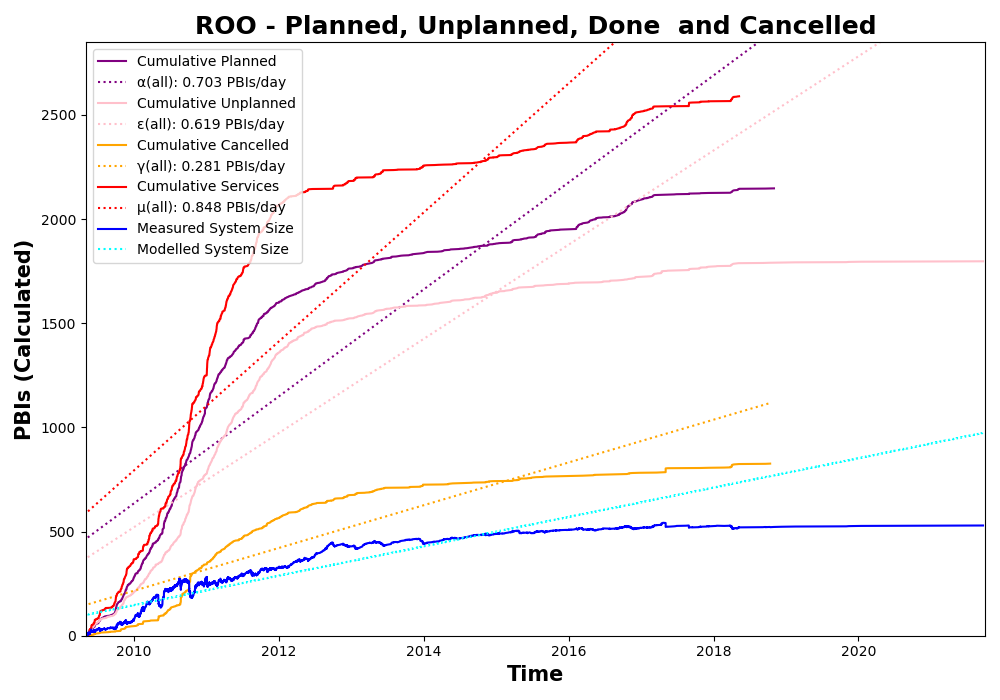 ROO - Planned, Unplanned, Done  and Cancelled
Cumulative Planned
α(all): 0.703 PBIs/day
Cumulative Unplanned
ε(all): 0.619 PBIs/day
Cumulative Cancelled
γ(all): 0.281 PBIs/day
Cumulative Services
μ(all): 0.848 PBIs/day
Measured System Size
Modelled System Size
PBIs (Calculated)
2500
2000
1500
1000
500
0
2010 2012 2014 2016 2018 2020
Time